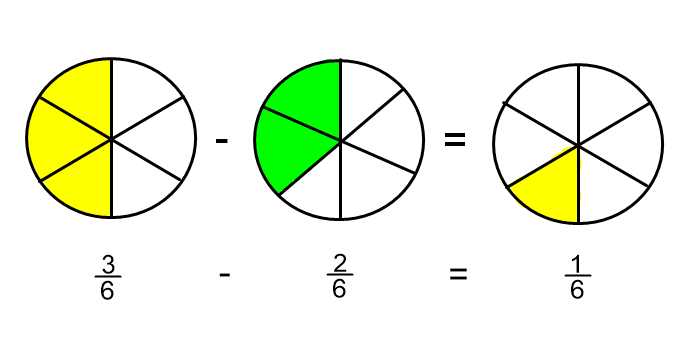 - =
3/6 - 2/6 = 1/6